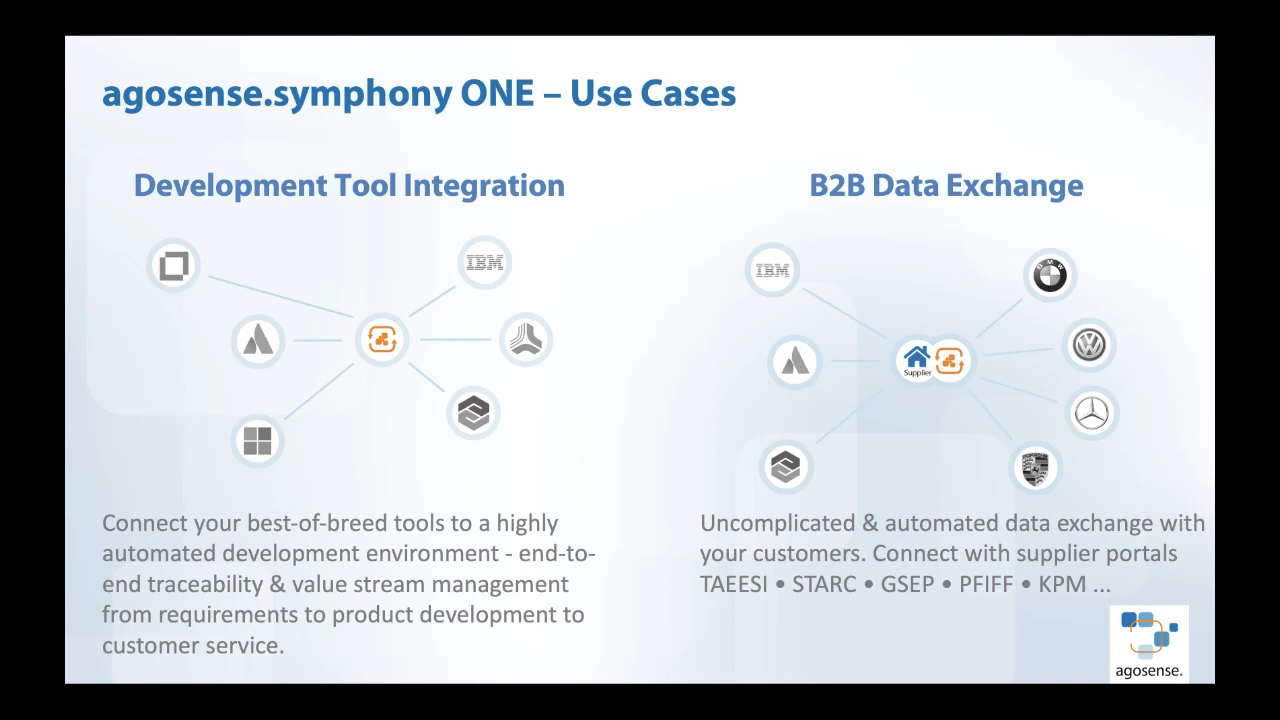 agosense.symphony ONE – Use Cases
Development Tool Integration
IBM
Connect your best-of-breed tools to a highly
automated development environment - end-to-
end traceability & value stream management
from requirements to product development to
customer service.
B2B Data Exchange
IBM
BMW
Supplier
Uncomplicated & automated data exchange with
your customers. Connect with supplier portals
TAEESI • STARC • GSEP • PFIFF • KPM ...
agosense.